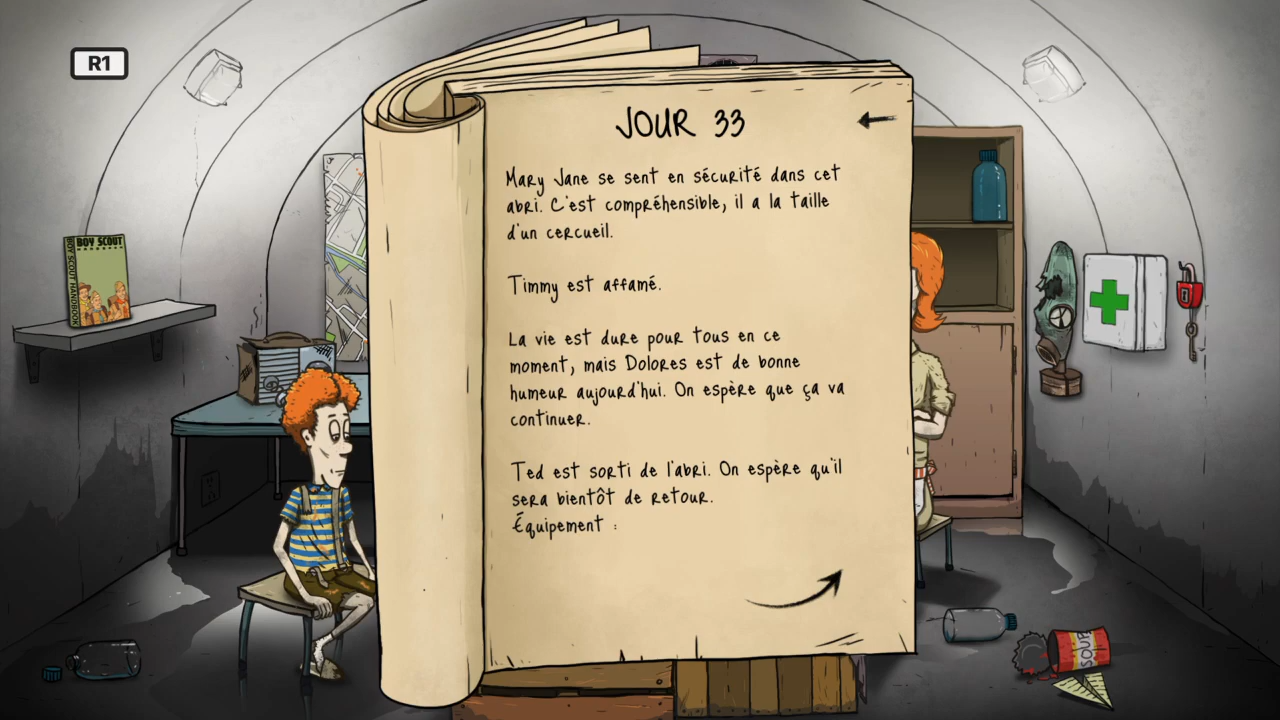 R1
JOUR 33
Mary Jane se sent en sécurité dans cet
abri. C'est compréhensible, il a la taille
d'un cercueil.
Timmy est affamé.
La vie est dure pour tous en ce
moment, mais Dolores est de bonne
humeur aujourd'hui. On espère que ça va
continuer.
Ted est sorti de l'abri. On espère qu'il
sera bientôt de retour.
Équipement :
BOY SCOUT
BOY SCOUT HANDBOOK
SOUP